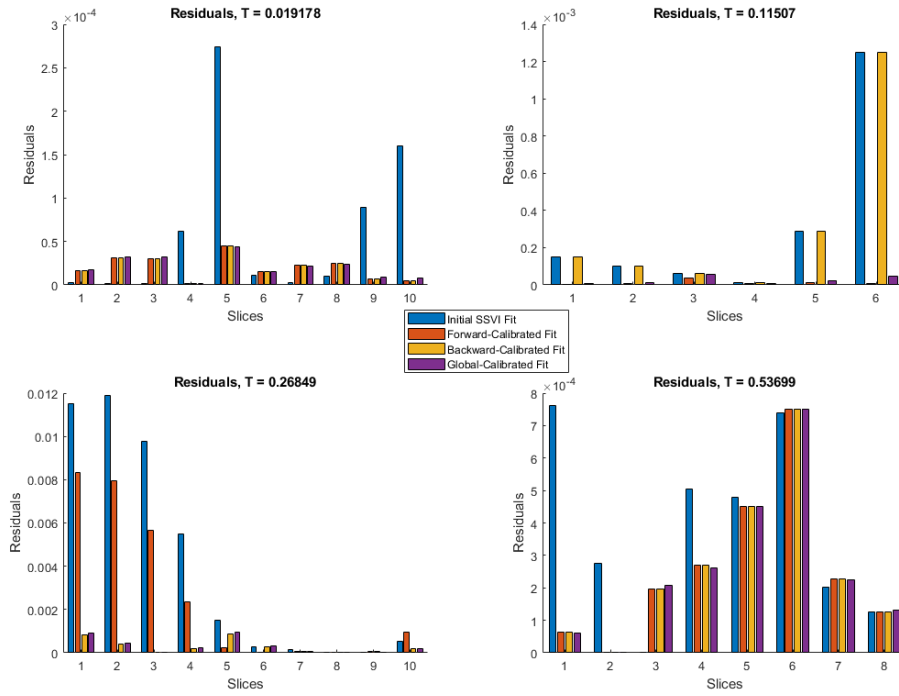 Residuals, T = 0.019178
×10⁻⁴
3
2.5
2
1.5
1
0.5
0
Residuals
1 2 3 4 5 6 7 8 9 10
Slices
Residuals, T = 0.11507
×10⁻³
1.4
1.2
1
0.8
0.6
0.4
0.2
0
Residuals
1 2 3 4 5 6
Slices
Initial SSVI Fit
Forward-Calibrated Fit
Backward-Calibrated Fit
Global-Calibrated Fit
Residuals, T = 0.26849
0.012
0.01
0.008
0.006
0.004
0.002
0
Residuals
1 2 3 4 5 6 7 8 9 10
Slices
Residuals, T = 0.53699
×10⁻⁴
8
7
6
5
4
3
2
1
0
Residuals
1 2 3 4 5 6 7 8
Slices